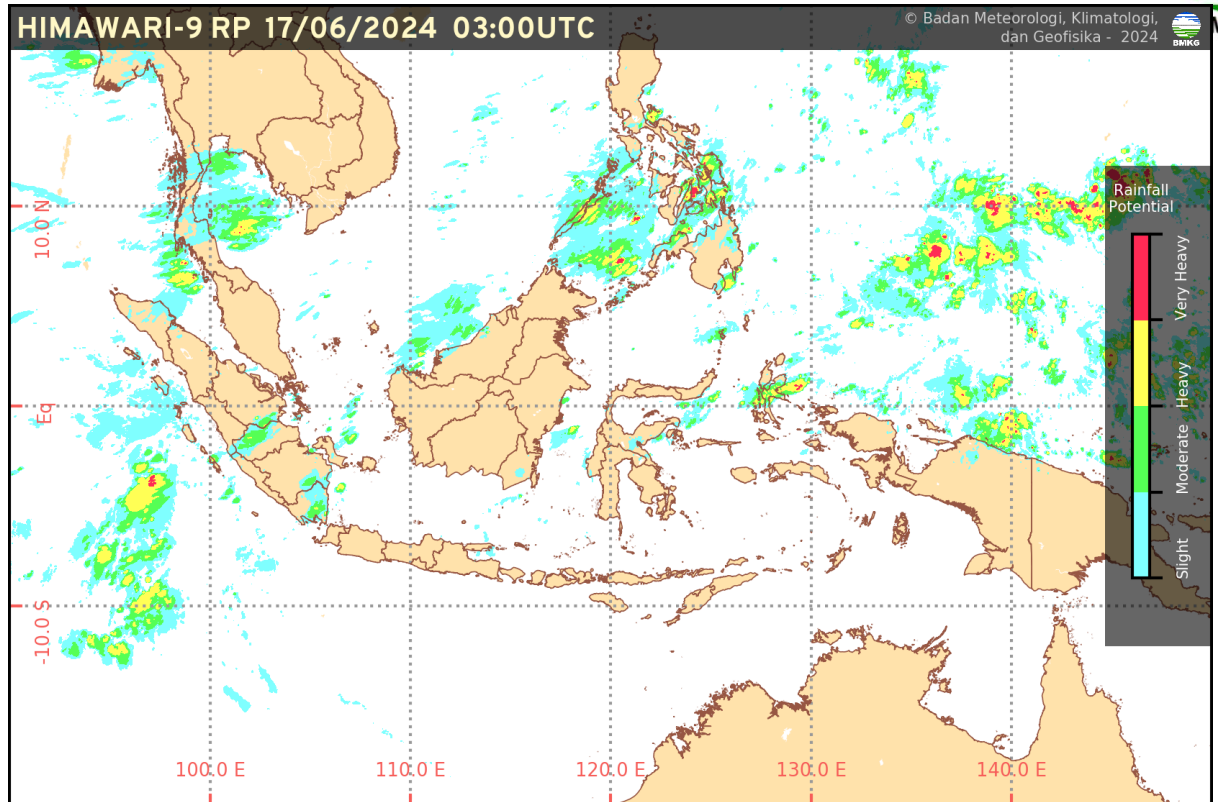 HIMAWARI-9 RP 17/06/2024 03:00UTC
© Badan Meteorologi, Klimatologi,
dan Geofisika - 2024
BMKG
Rainfall
Potential
Very Heavy
Heavy
Moderate
Slight
10.0 N
Eq
-10.0 S
100.0 E
110.0 E
120.0 E
130.0 E
140.0 E